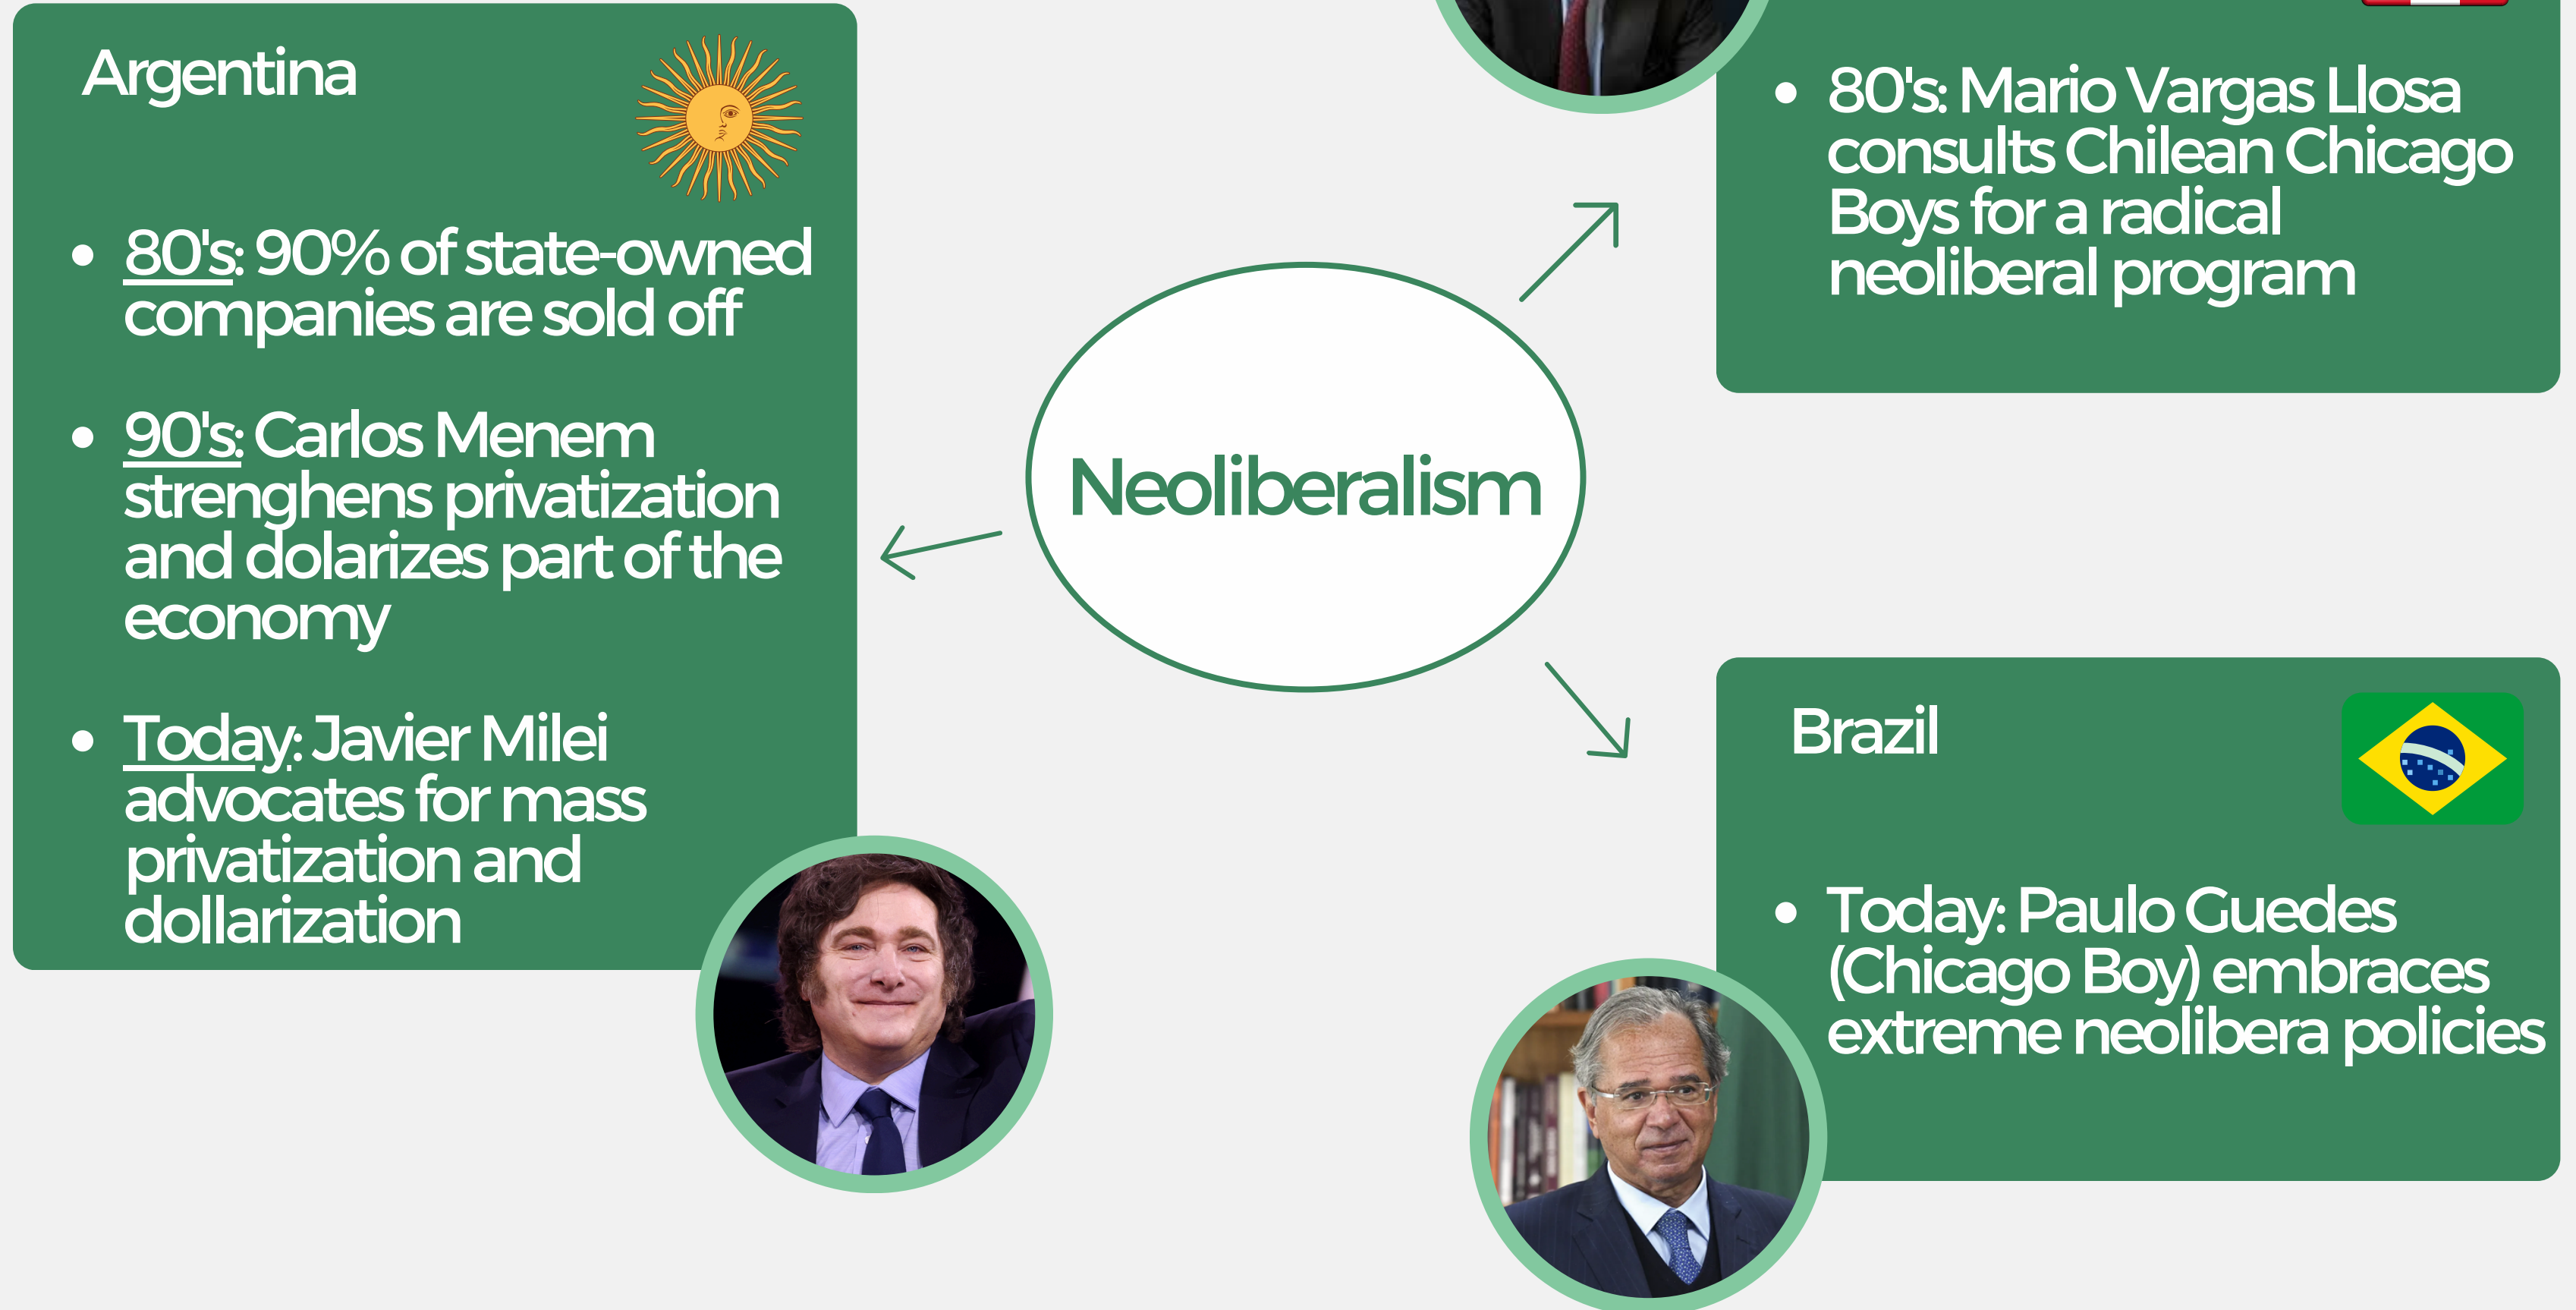 Argentina
• 80's: 90% of state-owned
companies are sold off
• 90's: Carlos Menem
strenghens privatization
and dolarizes part of the
economy
• Today: Javier Milei
advocates for mass
privatization and
dollarization
Neoliberalism
• 80's: Mario Vargas Llosa
consults Chilean Chicago
Boys for a radical
neoliberal program
Brazil
• Today: Paulo Guedes
(Chicago Boy) embraces
extreme neolibera policies